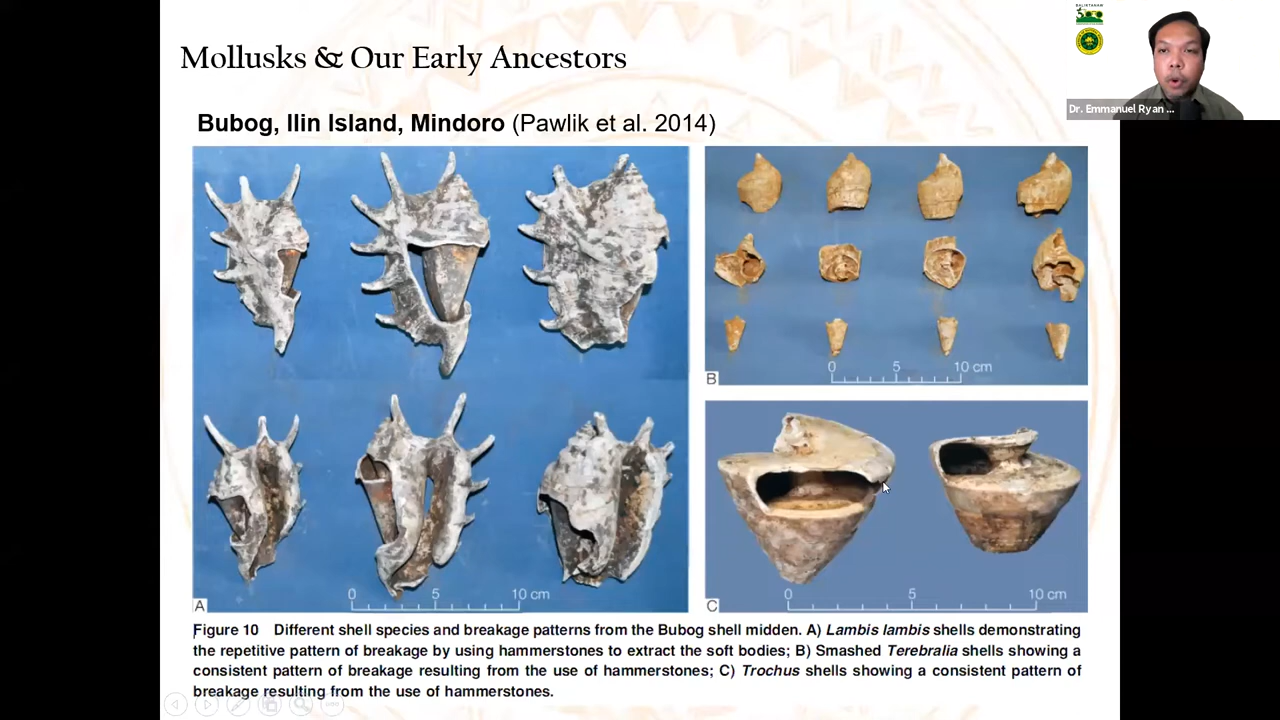 Mollusks & Our Early Ancestors
Bubog, Ilin Island, Mindoro (Pawlik et al. 2014)
Dr. Emmanuel Ryan ...
0 5 10 cm
A
0 5 10 cm
B
0 5 10 cm
C
Figure 10 Different shell species and breakage patterns from the Bubog shell midden. A) Lambis lambis shells demonstrating
the repetitive pattern of breakage by using hammerstones to extract the soft bodies; B) Smashed Terebralia shells showing a
consistent pattern of breakage resulting from the use of hammerstones; C) Trochus shells showing a consistent pattern of
breakage resulting from the use of hammerstones.